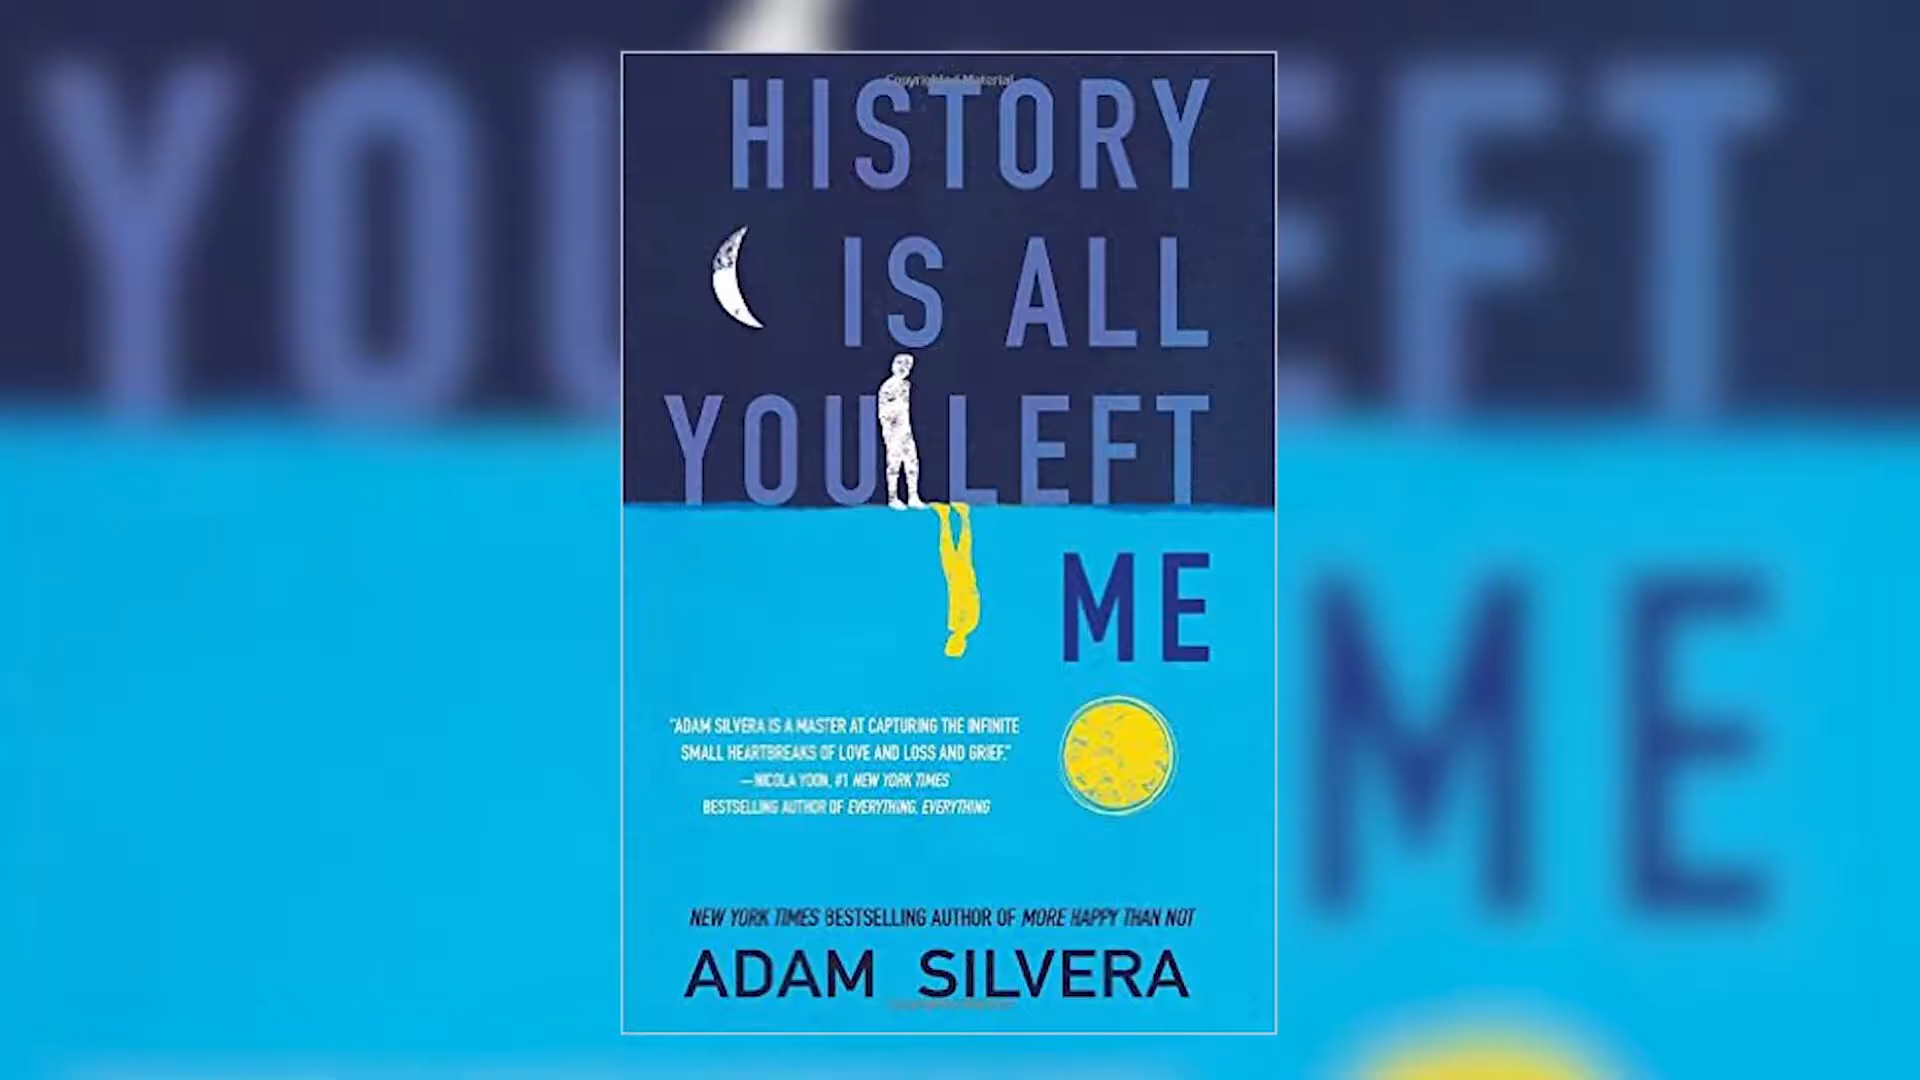 Copyrighted Material
HISTORY
IS ALL
YOU LEFT
ME
"ADAM SILVERA IS A MASTER AT CAPTURING THE INFINITE
SMALL HEARTBREAKS OF LOVE AND LOSS AND GRIEF."
—NICOLA YOON, #1 NEW YORK TIMES
BESTSELLING AUTHOR OF EVERYTHING, EVERYTHING
NEW YORK TIMES BESTSELLING AUTHOR OF MORE HAPPY THAN NOT
ADAM SILVERA